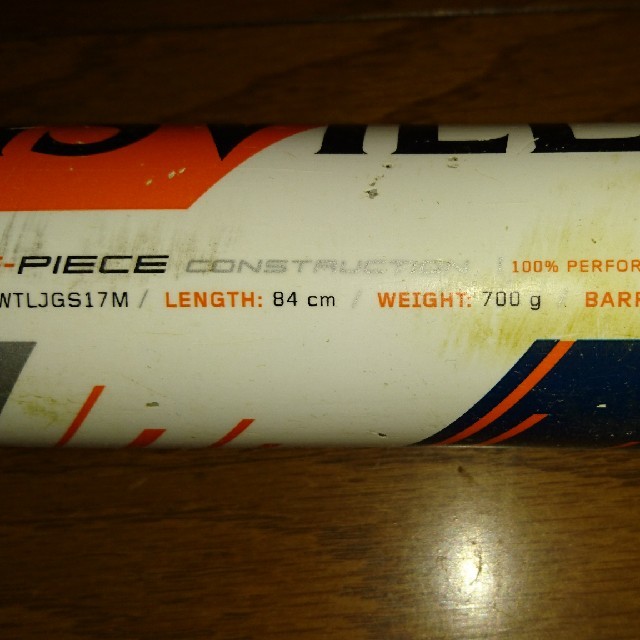 -PIECE CONSTRUCTION | 100% PERFOR
WTLJGS17M / LENGTH: 84 cm / WEIGHT: 700 g / BARR